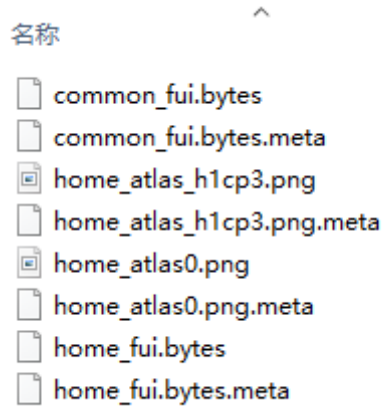 名称
common_fui.bytes
common_fui.bytes.meta
home_atlas_h1cp3.png
home_atlas_h1cp3.png.meta
home_atlas0.png
home_atlas0.png.meta
home_fui.bytes
home_fui.bytes.meta